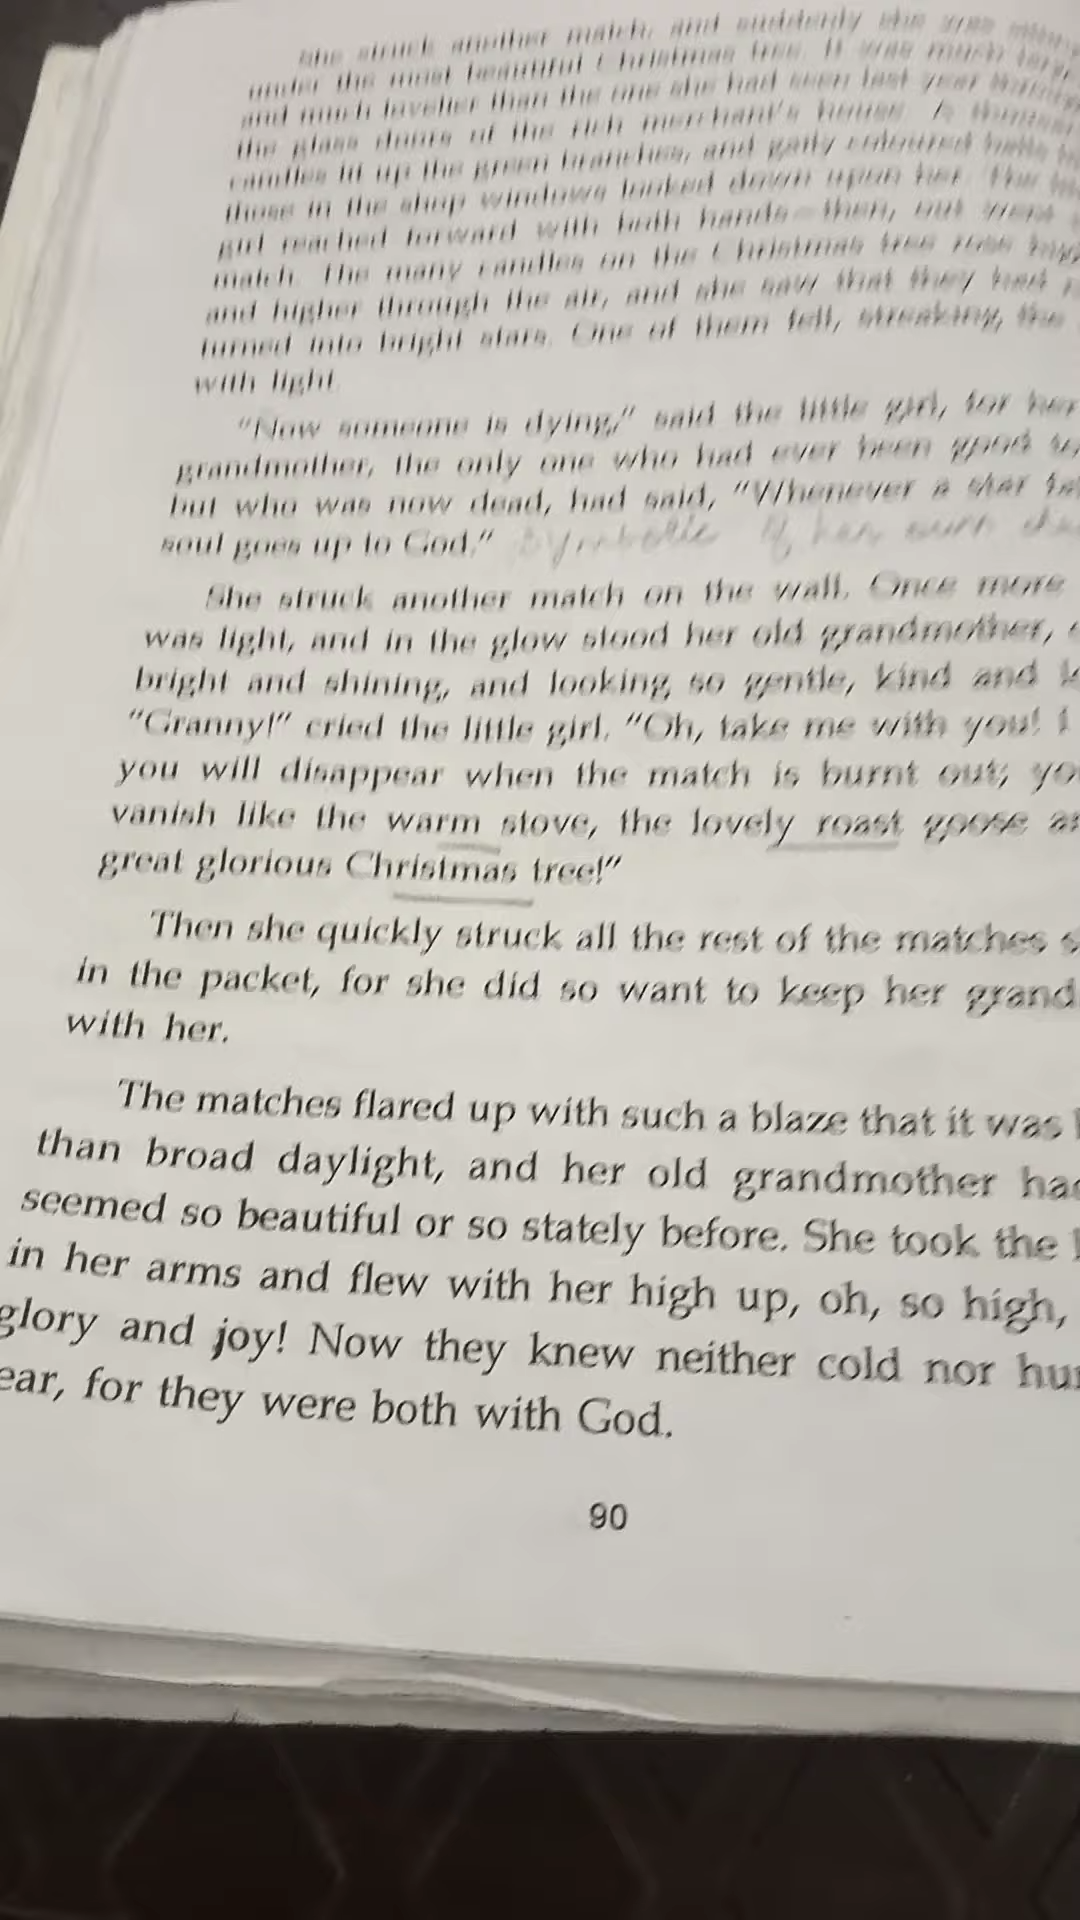 She struck another match, and suddenly she was
under the most beautiful Christmas tree. It was much
and much lovelier than the one she had seen last year
the glass doors of the rich merchant's house. A
candles lit up the green branches, and gaily coloured balls
those in the shop windows looked down upon her. The
girl reached forward with both hands—then, out went
match. The many candles on the Christmas tree rose
and higher through the air, and she saw that they had
turned into bright stars. One of them fell, streaking, the
with light.
"Now someone is dying," said the little girl, for her
grandmother, the only one who had ever been good
but who was now dead, had said, "Whenever a star
soul goes up to God." Symbolic of her own
She struck another match on the wall. Once more
was light, and in the glow stood her old grandmother,
bright and shining, and looking so gentle, kind and
"Granny!" cried the little girl. "Oh, take me with you! I
you will disappear when the match is burnt out; yo
vanish like the warm stove, the lovely roast goose a
great glorious Christmas tree!"
Then she quickly struck all the rest of the matches s
in the packet, for she did so want to keep her grand
with her.
The matches flared up with such a blaze that it was
than broad daylight, and her old grandmother ha
seemed so beautiful or so stately before. She took the
in her arms and flew with her high up, oh, so high,
glory and joy! Now they knew neither cold nor hu
ear, for they were both with God.
90